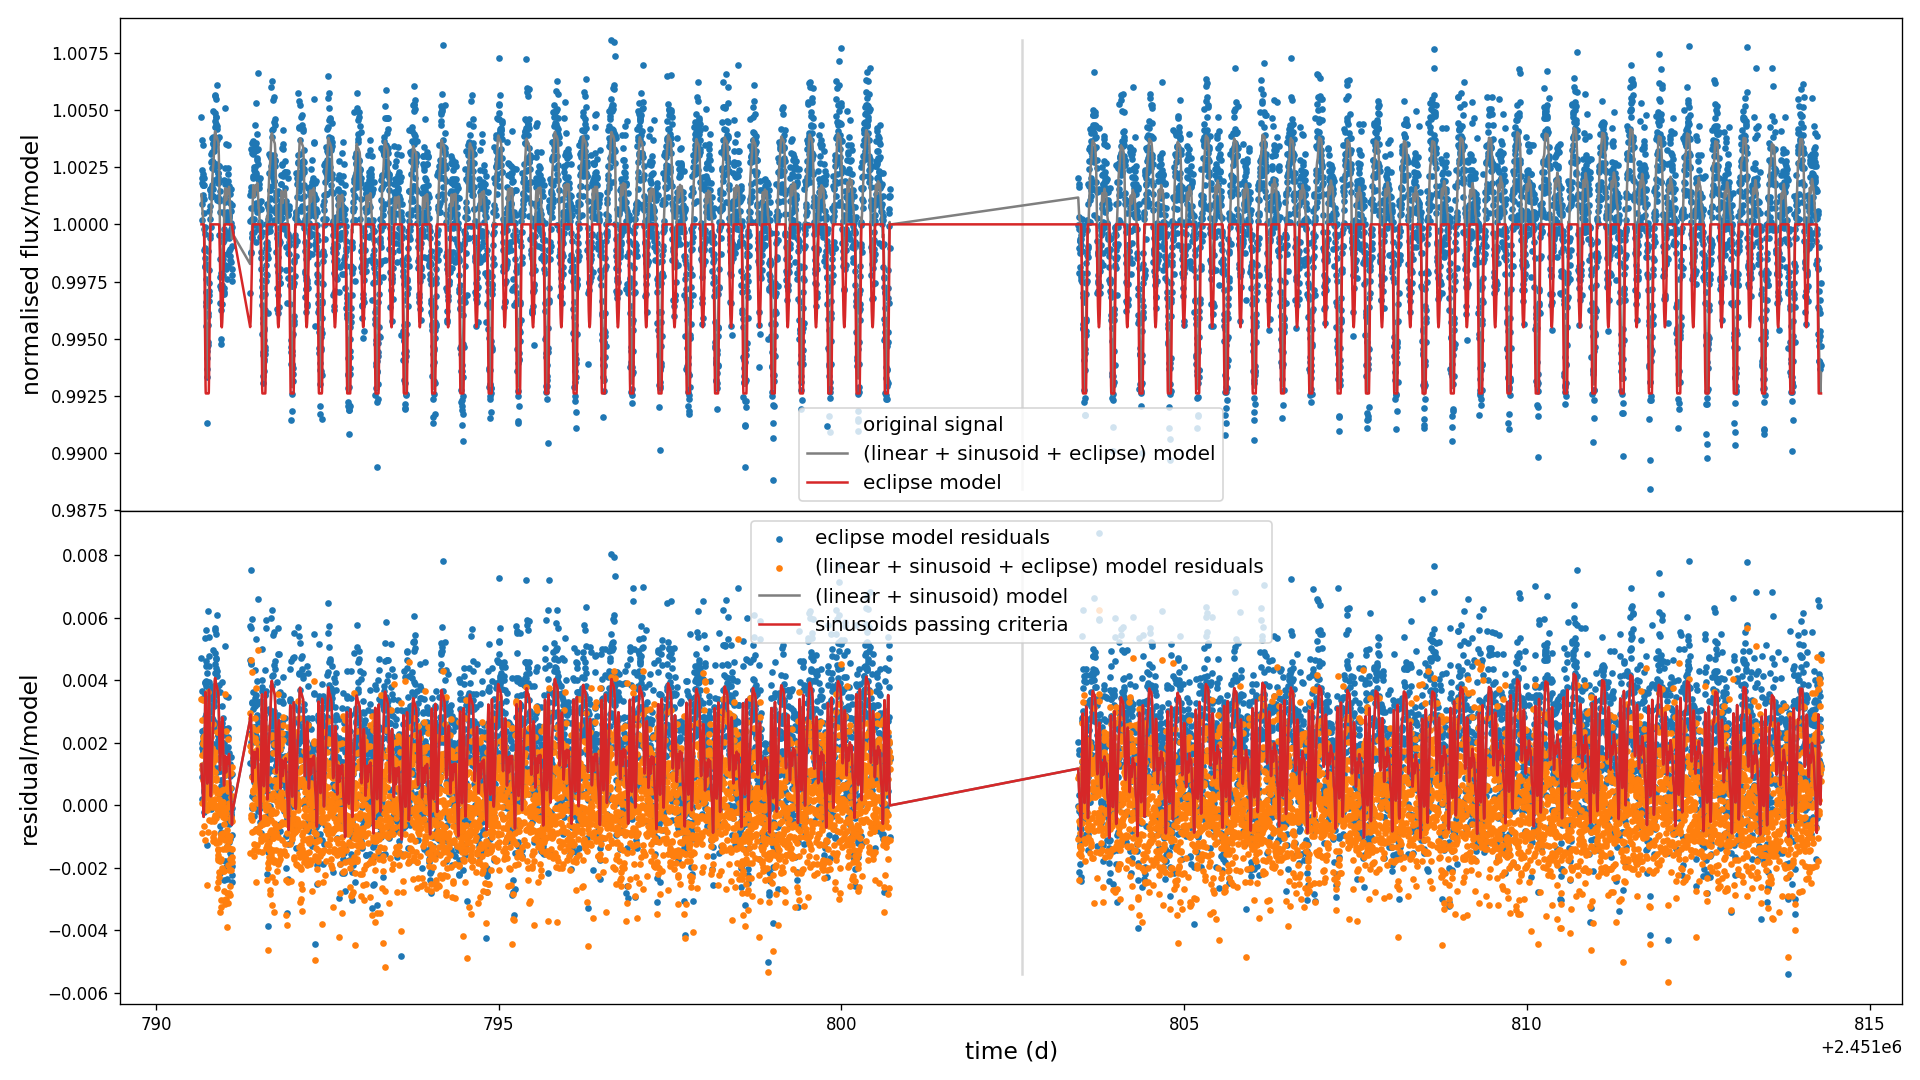 normalised flux/model
1.0075
1.0050
1.0025
1.0000
0.9975
0.9950
0.9925
0.9900
0.9875
original signal
(linear + sinusoid + eclipse) model
eclipse model
residual/model
0.008
0.006
0.004
0.002
0.000
−0.002
−0.004
−0.006
eclipse model residuals
(linear + sinusoid + eclipse) model residuals
(linear + sinusoid) model
sinusoids passing criteria
790 795 800 805 810 815
time (d)
+2.451e6